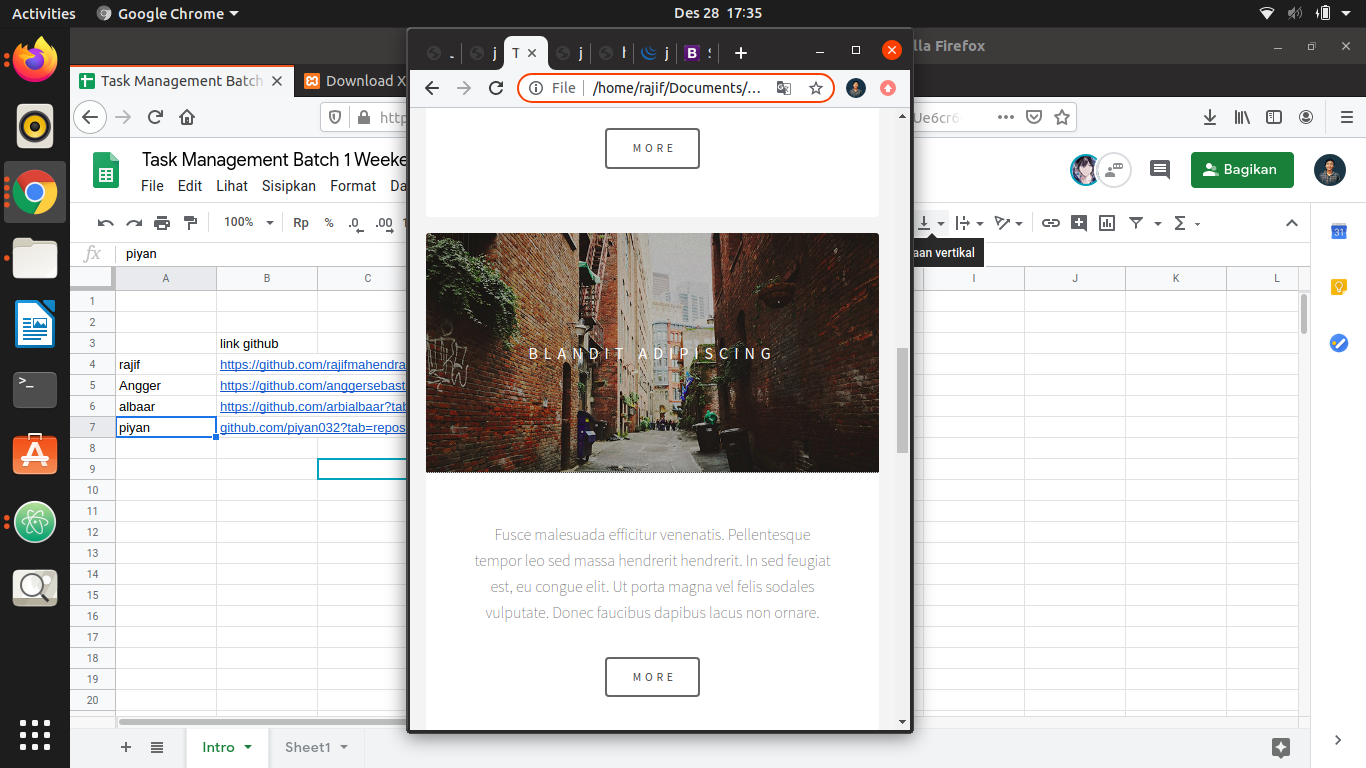 Activities
Google Chrome
Des 28 17:35
lla Firefox
Task Management Batch
Download X
T
j
j
h
j
B
S
File
/home/rajif/Documents/...
http
Ue6cr6
Task Management Batch 1 Weeke
File Edit Lihat Sisipkan Format Da
Bagikan
100% Rp % .0 .00 1
aan vertikal
fx piyan
A B C I J K L
1
2
3 link github
4 rajif https://github.com/rajifmahendra
5 Angger https://github.com/anggersebast
6 albaar https://github.com/arbialbaar?tab
7 piyan github.com/piyan032?tab=repos
8
9
10
11
12
13
14
15
16
17
18
19
20
MORE
BLANDIT ADIPISCING
Fusce malesuada efficitur venenatis. Pellentesque
tempor leo sed massa hendrerit hendrerit. In sed feugiat
est, eu congue elit. Ut porta magna vel felis sodales
vulputate. Donec faucibus dapibus lacus non ornare.
MORE
Intro
Sheet1
31